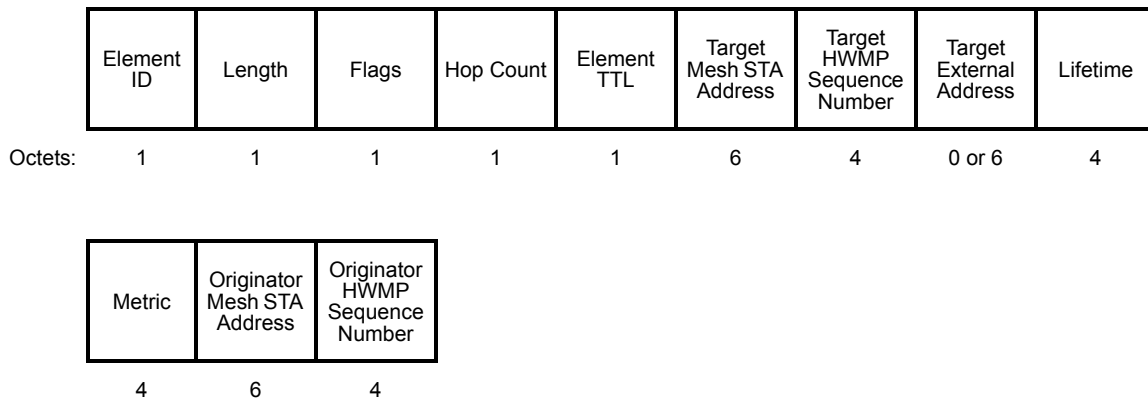 Element ID Length Flags Hop Count Element TTL Target Mesh STA Address Target HWMP Sequence Number Target External Address Lifetime
Octets: 1 1 1 1 1 6 4 0 or 6 4
Metric Originator Mesh STA Address Originator HWMP Sequence Number
4 6 4